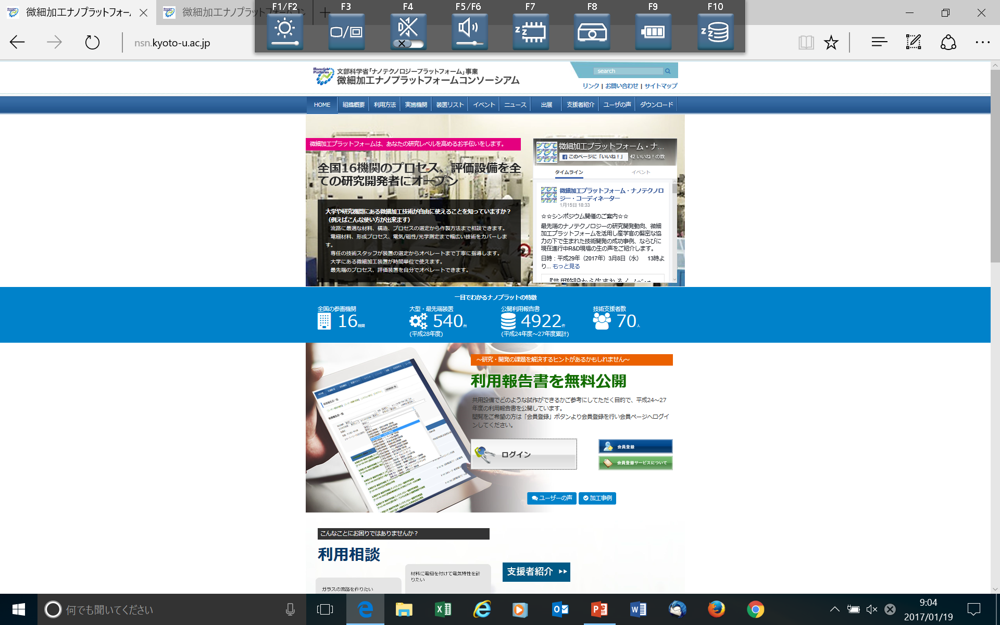 F1/F2
F3
F4
F5/F6
F7
F8
F9
F10
微細加工ナノプラットフォー
微細加工ナノプラットフォームコン
nsn.kyoto-u.ac.jp
Nanofab Platform
文部科学省「ナノテクノロジープラットフォーム」事業
微細加工ナノプラットフォームコンソーシアム
search
リンク | お問い合わせ | サイトマップ
HOME 組織概要 利用方法 実施機関 装置リスト イベント ニュース 出展 支援者紹介 ユーザの声 ダウンロード
微細加工プラットフォームは、あなたの研究レベルを高めるお手伝いをします。
全国16機関のプロセス、評価設備を全
ての研究開発者にオープン
大学や研究機関にある微細加工技術が自由に使えることを知っていますか？
（例えばこんな使い方が出来ます）
流路に最適な材料、構造、プロセスの選定から作製方法まで相談できます。
電極材料、形成プロセス、電気/磁性/光学測定まで幅広い技術をカバーしま
す。
専任の技術スタッフが装置の選定からオペレートまで丁寧に指導します。
大学にある微細加工装置が時間単位で使えます。
最先端のプロセス、評価装置を自分でオペレートできます。
微細加工プラットフォーム・ナ...
このページに「いいね！」 42 いいね！の数
タイムライン イベント
微細加工プラットフォーム・ナノテクノロ
ジー・コーディネーター
1月15日 18:33
☆☆シンポジウム開催のご案内☆☆
最先端のナノテクノロジーの研究開発動向、微細
加工プラットフォームを活用し産学官の緊密な協
力の下で生まれた技術開発の成功事例、ならびに
現在進行中R&D現場の生の声をご紹介します。
日時：平成29年（2017年）3月8日（水） 13時よ
り... もっと見る
一目でわかるナノプラットの特徴
全国の参画機関
16機関
大型・最先端装置
540台
(平成28年度)
公開利用報告書
4922件
(平成24年度～27年度累計)
技術支援者数
70人
～研究・開発の課題を解決するヒントがあるかもしれません～
利用報告書を無料公開
共用設備でどのような試作ができるかご参考にしてただく目的で、平成24～27
年度の利用報告書を公開しています。
閲覧をご希望の方は「会員登録」ボタンより会員登録を行い会員ページへログイ
ンしてください。
ログイン
会員登録
会員登録サービスについて
ユーザーの声
加工事例
こんなことにお困りではありませんか？
利用相談
材料に電極を付けて電気特性を計
りたい
ガラスの流路を作りたい
支援者紹介
何でも聞いてください
9:04
2017/01/19